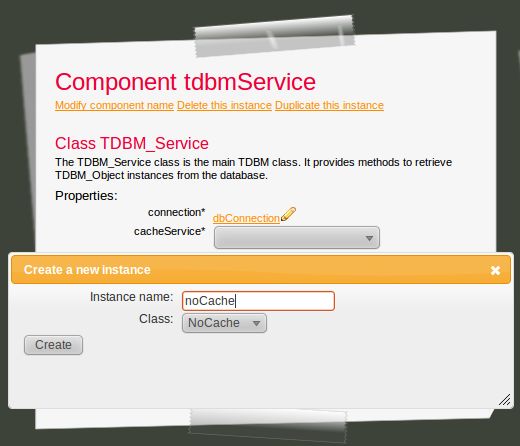 Component tdbmService
Modify component name Delete this instance Duplicate this instance
Class TDBM_Service
The TDBM_Service class is the main TDBM class. It provides methods to retrieve
TDBM_Object instances from the database.
Properties:
connection* dbConnection
cacheService*
Create a new instance
Instance name: noCache
Class: NoCache
Create